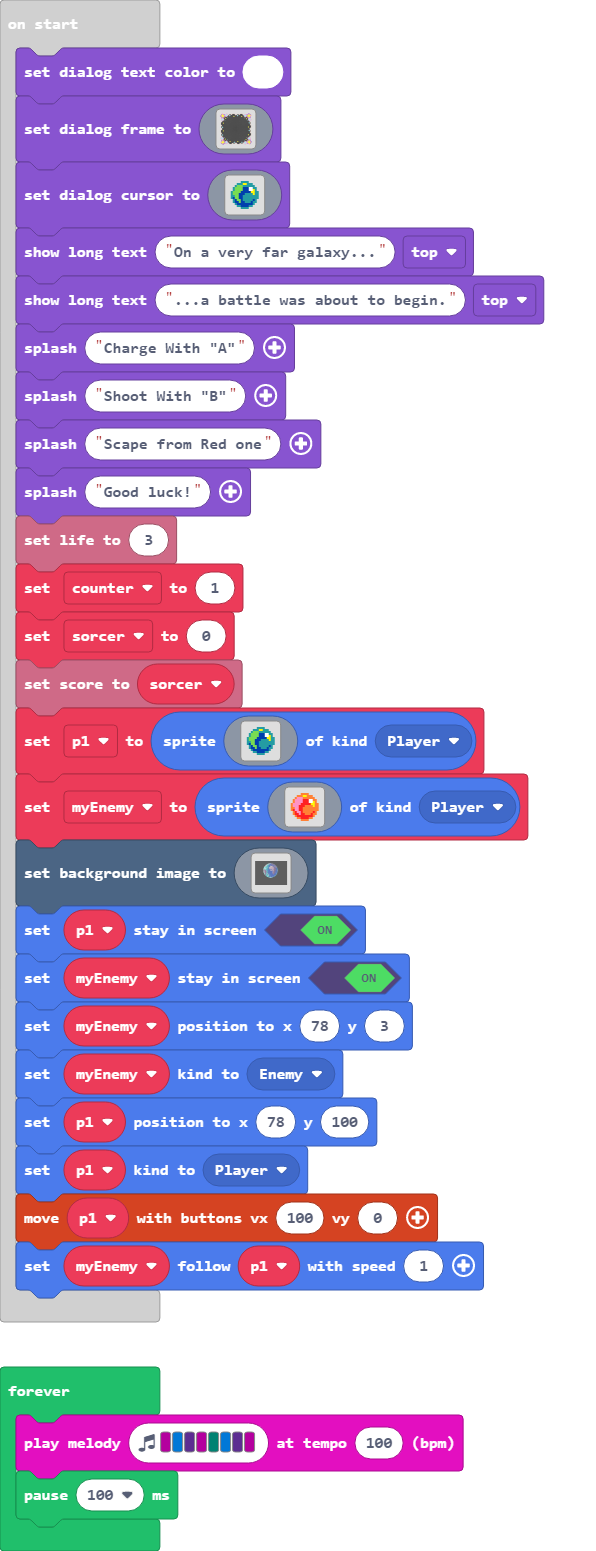 on start
set dialog text color to
set dialog frame to
set dialog cursor to
show long text "On a very far galaxy..." top
show long text "...a battle was about to begin." top
splash "Charge With "A""
splash "Shoot With "B""
splash "Scape from Red one"
splash "Good luck!"
set life to 3
set counter to 1
set sorcer to 0
set score to sorcer
set p1 to sprite of kind Player
set myEnemy to sprite of kind Player
set background image to
set p1 stay in screen ON
set myEnemy stay in screen ON
set myEnemy position to x 78 y 3
set myEnemy kind to Enemy
set p1 position to x 78 y 100
set p1 kind to Player
move p1 with buttons vx 100 vy 0
set myEnemy follow p1 with speed 1
forever
play melody at tempo 100 (bpm)
pause 100 ms